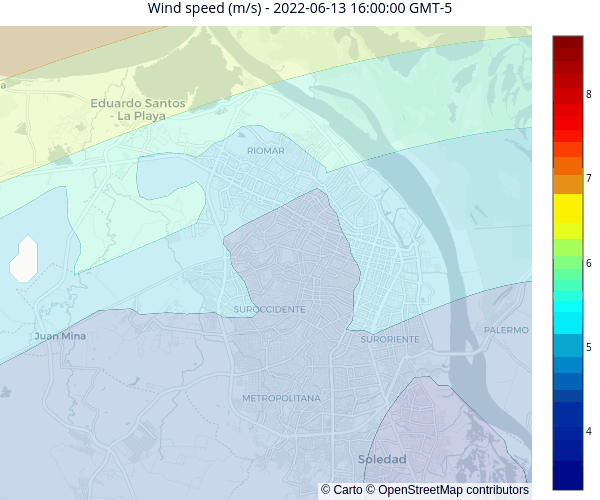 Wind speed (m/s) - 2022-06-13 16:00:00 GMT-5
a
Eduardo Santos
- La Playa
RIOMAR
SUROCCIDENTE
Juan Mina
SURORIENTE
PALERMO
METROPOLITANA
Soledad
© Carto © OpenStreetMap contributors
8
7
6
5
4